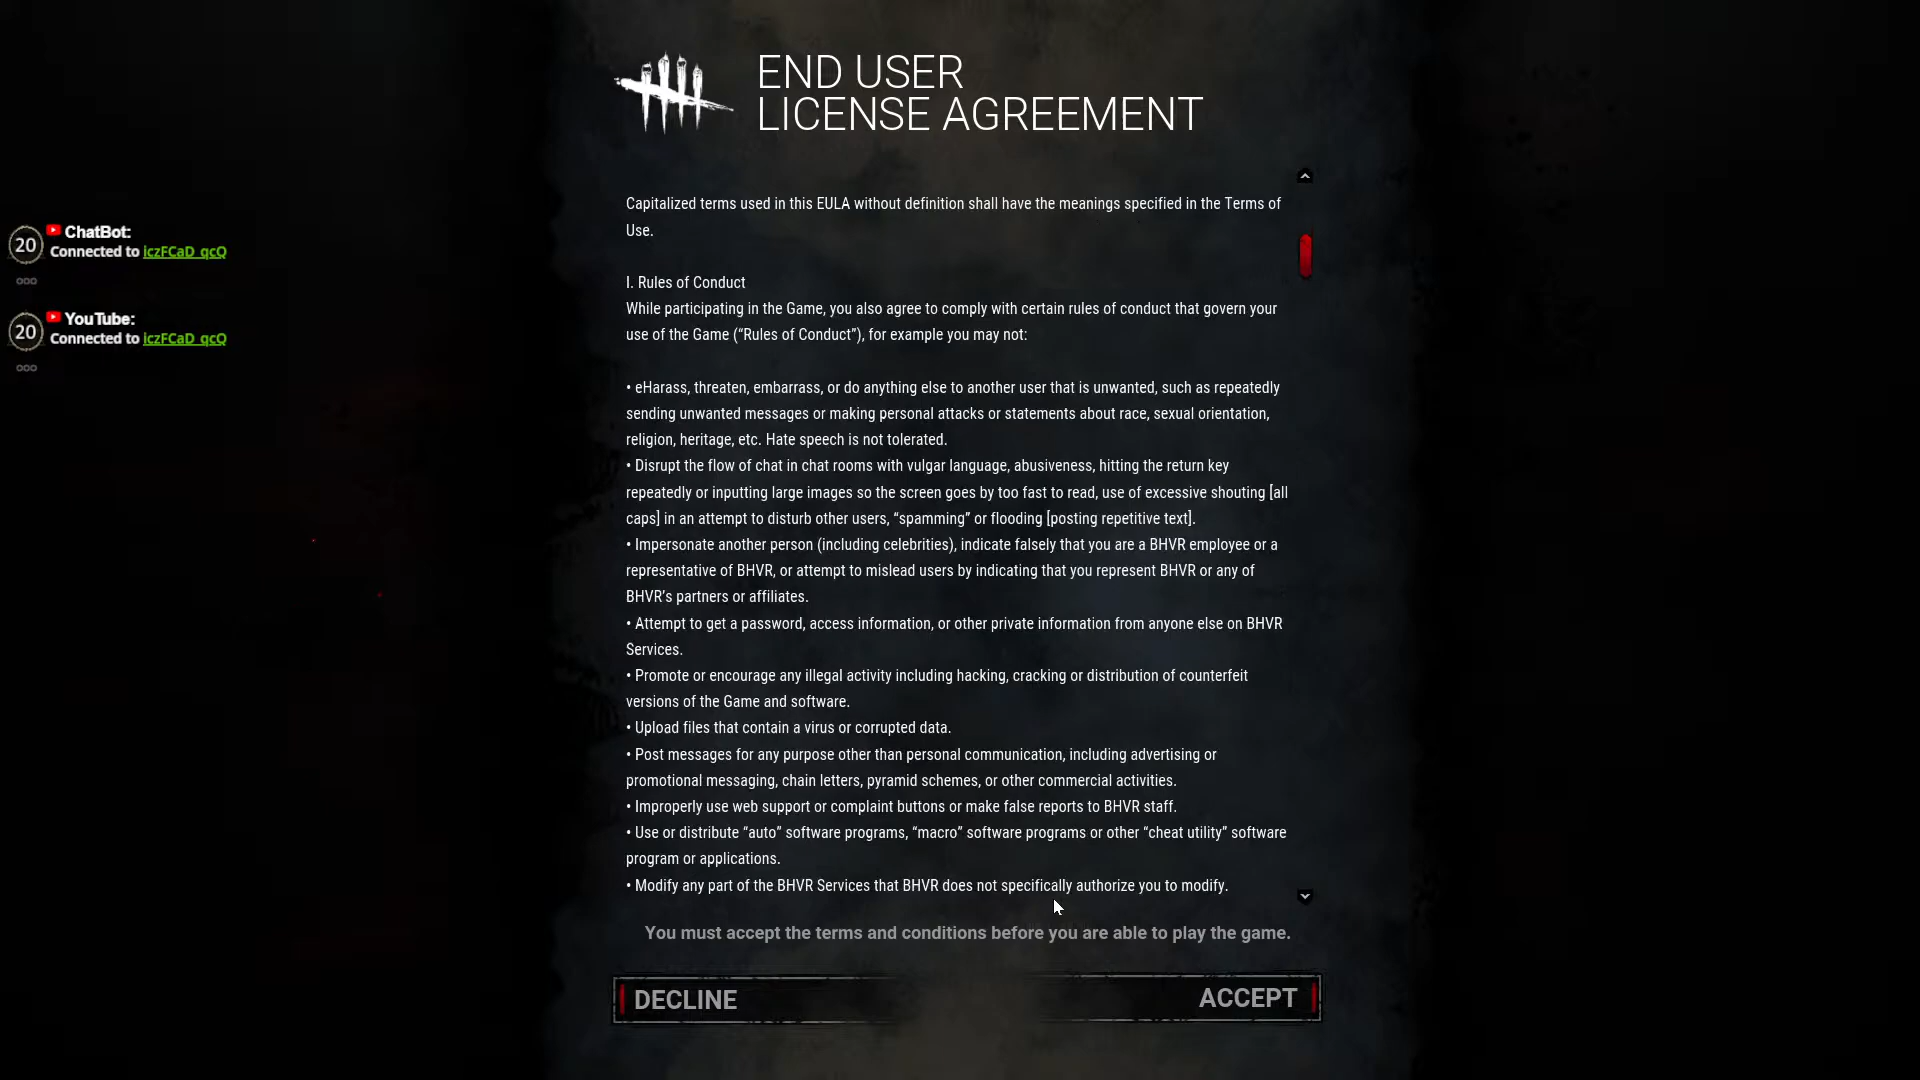 END USER
LICENSE AGREEMENT
Capitalized terms used in this EULA without definition shall have the meanings specified in the Terms of
Use.
I. Rules of Conduct
While participating in the Game, you also agree to comply with certain rules of conduct that govern your
use of the Game (“Rules of Conduct”), for example you may not:
• eHarass, threaten, embarrass, or do anything else to another user that is unwanted, such as repeatedly
sending unwanted messages or making personal attacks or statements about race, sexual orientation,
religion, heritage, etc. Hate speech is not tolerated.
• Disrupt the flow of chat in chat rooms with vulgar language, abusiveness, hitting the return key
repeatedly or inputting large images so the screen goes by too fast to read, use of excessive shouting [all
caps] in an attempt to disturb other users, “spamming” or flooding [posting repetitive text].
• Impersonate another person (including celebrities), indicate falsely that you are a BHVR employee or a
representative of BHVR, or attempt to mislead users by indicating that you represent BHVR or any of
BHVR’s partners or affiliates.
• Attempt to get a password, access information, or other private information from anyone else on BHVR
Services.
• Promote or encourage any illegal activity including hacking, cracking or distribution of counterfeit
versions of the Game and software.
• Upload files that contain a virus or corrupted data.
• Post messages for any purpose other than personal communication, including advertising or
promotional messaging, chain letters, pyramid schemes, or other commercial activities.
• Improperly use web support or complaint buttons or make false reports to BHVR staff.
• Use or distribute “auto” software programs, “macro” software programs or other “cheat utility” software
program or applications.
• Modify any part of the BHVR Services that BHVR does not specifically authorize you to modify.
You must accept the terms and conditions before you are able to play the game.
DECLINE
ACCEPT
20
ChatBot:
Connected to iczFCaD_qcQ
20
YouTube:
Connected to iczFCaD_qcQ